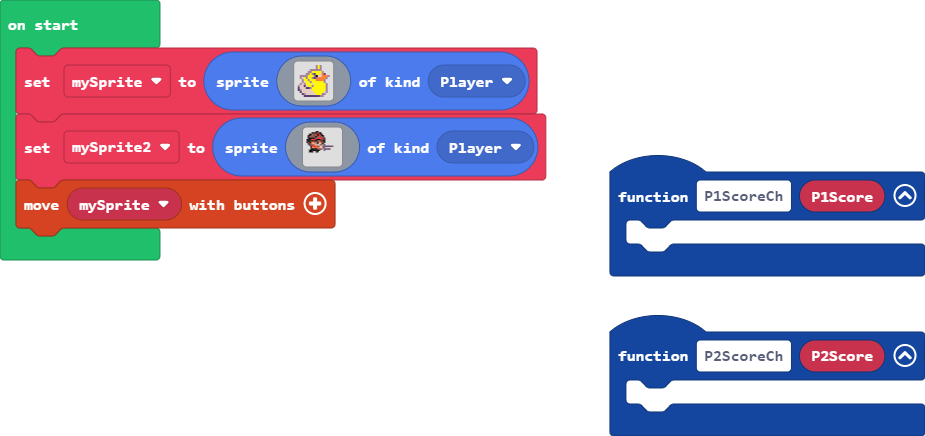 on start
set mySprite to sprite of kind Player
set mySprite2 to sprite of kind Player
move mySprite with buttons
function P1ScoreCh P1Score
function P2ScoreCh P2Score